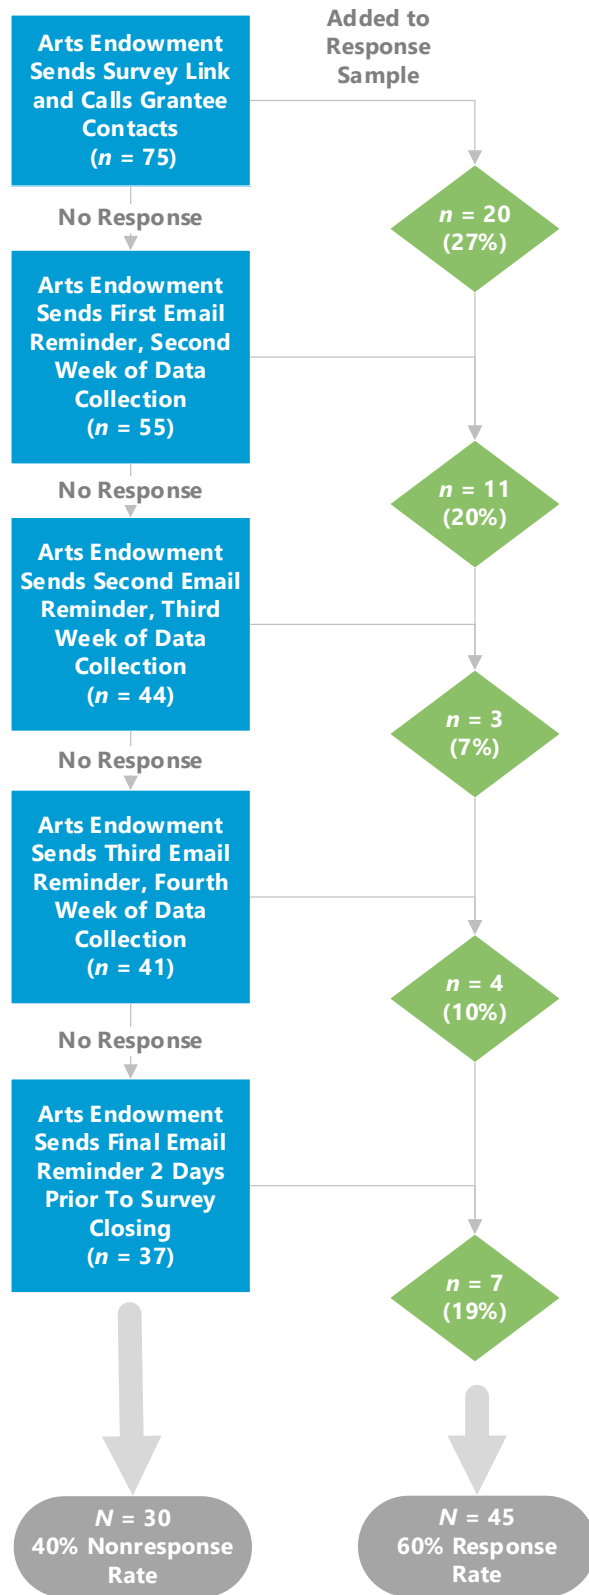 Arts Endowment
Sends Survey Link
and Calls Grantee
Contacts
(n = 75)
Added to
Response
Sample
No Response
n = 20
(27%)
Arts Endowment
Sends First Email
Reminder, Second
Week of Data
Collection
(n = 55)
No Response
n = 11
(20%)
Arts Endowment
Sends Second Email
Reminder, Third
Week of Data
Collection
(n = 44)
No Response
n = 3
(7%)
Arts Endowment
Sends Third Email
Reminder, Fourth
Week of Data
Collection
(n = 41)
No Response
n = 4
(10%)
Arts Endowment
Sends Final Email
Reminder 2 Days
Prior To Survey
Closing
(n = 37)
n = 7
(19%)
N = 30
40% Nonresponse
Rate
N = 45
60% Response
Rate